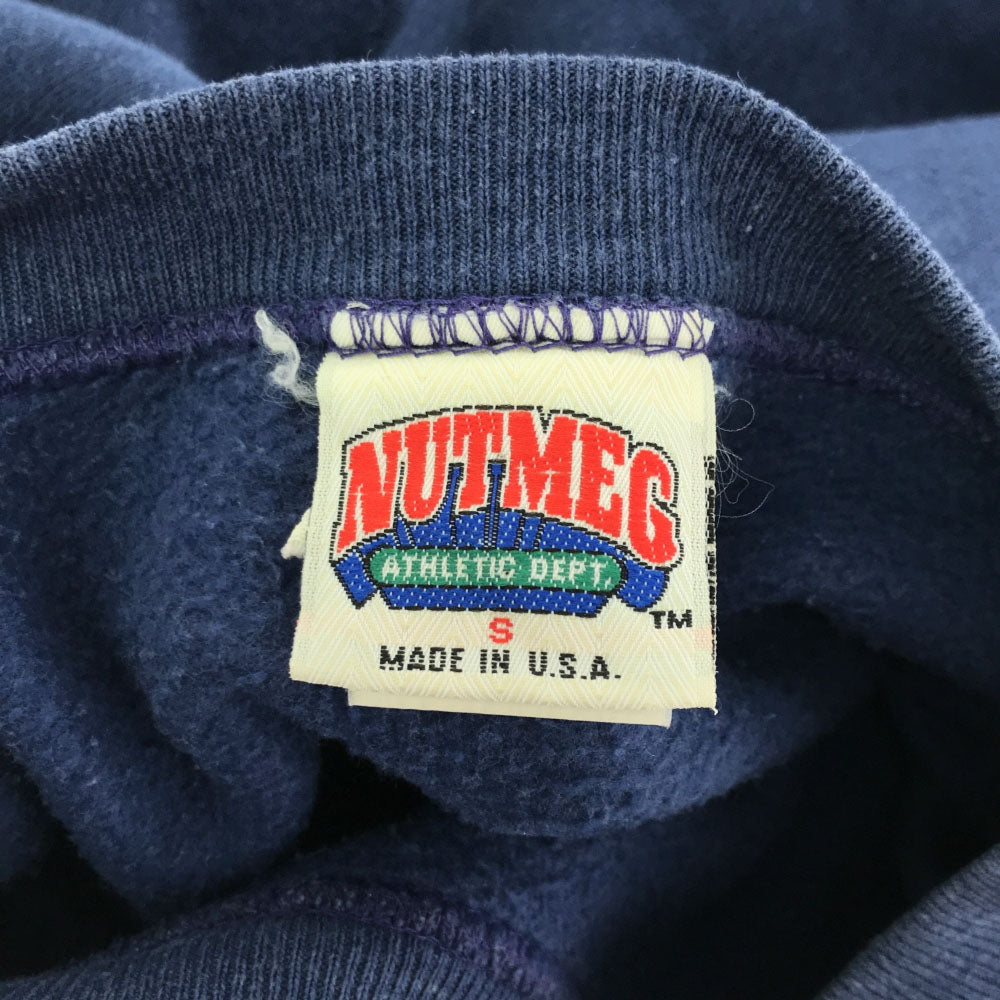 NUTMEG
ATHLETIC DEPT.
TM
S
MADE IN U.S.A.